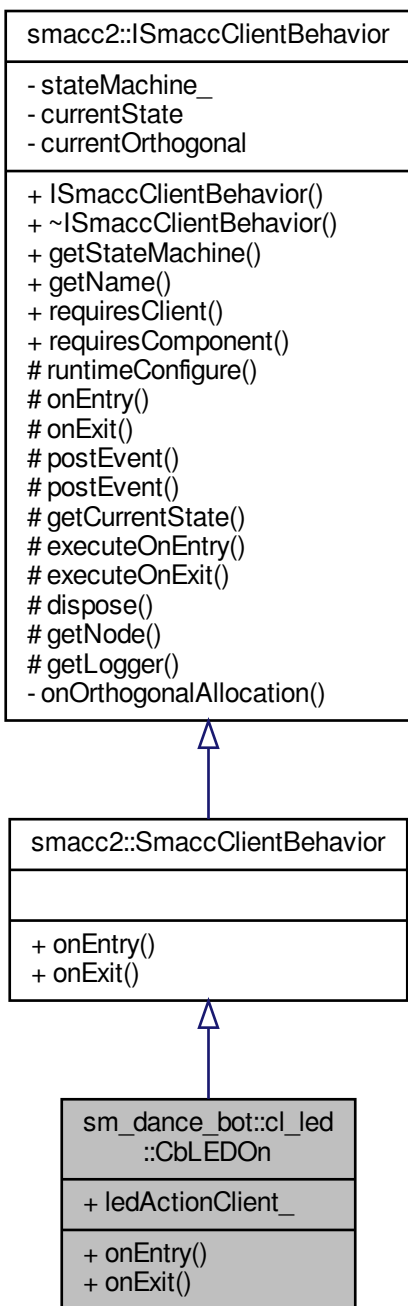 smacc2::ISmaccClientBehavior
- stateMachine_
- currentState
- currentOrthogonal
+ ISmaccClientBehavior()
+ ~ISmaccClientBehavior()
+ getStateMachine()
+ getName()
+ requiresClient()
+ requiresComponent()
# runtimeConfigure()
# onEntry()
# onExit()
# postEvent()
# postEvent()
# getCurrentState()
# executeOnEntry()
# executeOnExit()
# dispose()
# getNode()
# getLogger()
- onOrthogonalAllocation()
smacc2::SmaccClientBehavior
+ onEntry()
+ onExit()
sm_dance_bot::cl_led
::CbLEDOn
+ ledActionClient_
+ onEntry()
+ onExit()